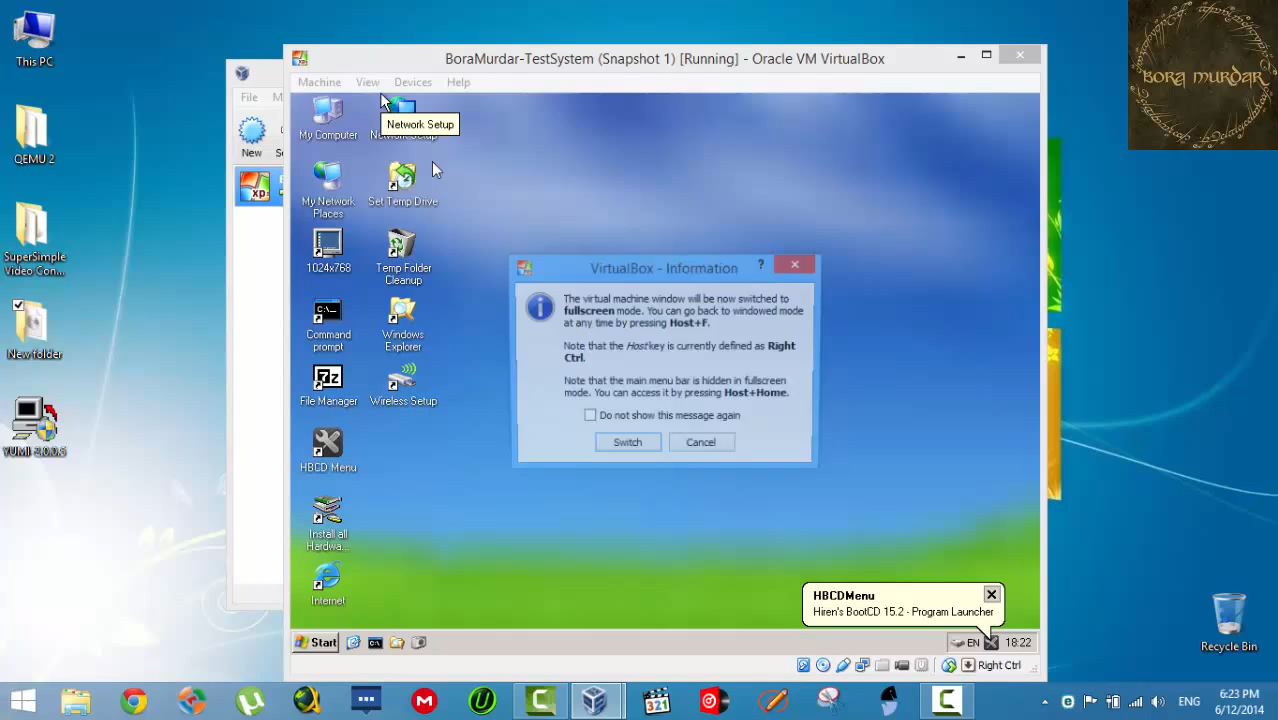 This PC
QEMU 2
SuperSimple
Video Con...
New folder
YUMI-2.0.0.6
BORA MURDAR
File
M
New
BoraMurdar-TestSystem (Snapshot 1) [Running] - Oracle VM VirtualBox
Machine View Devices Help
Network Setup
My Computer
My Network
Places
Set Temp Drive
1024x768
Temp Folder
Cleanup
Command
prompt
Windows
Explorer
File Manager
Wireless Setup
HBCD Menu
Install all
Hardwa...
Internet
VirtualBox - Information
The virtual machine window will be now switched to
fullscreen mode. You can go back to windowed mode
at any time by pressing Host+F.
Note that the Host key is currently defined as Right
Ctrl.
Note that the main menu bar is hidden in fullscreen
mode. You can access it by pressing Host+Home.
Do not show this message again
Switch Cancel
HBCDMenu
Hiren's BootCD 15.2 - Program Launcher
Start
EN
18:22
Right Ctrl
Recycle Bin
321
ENG
6:23 PM
6/12/2014